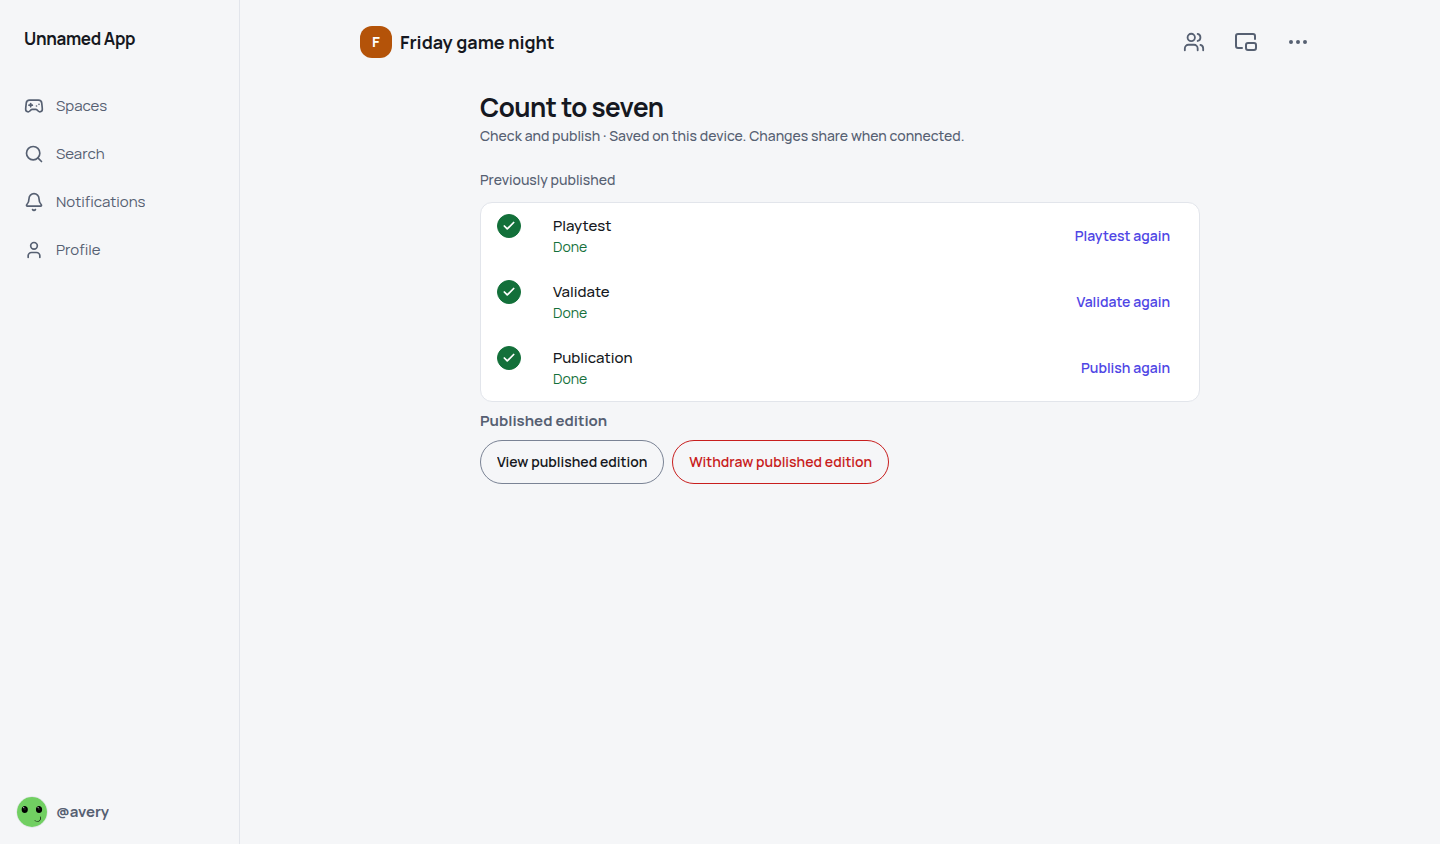 Unnamed App
Spaces
Search
Notifications
Profile
@avery
F
Friday game night
Count to seven
Check and publish · Saved on this device. Changes share when connected.
Previously published
Playtest
Done
Playtest again
Validate
Done
Validate again
Publication
Done
Publish again
Published edition
View published edition
Withdraw published edition